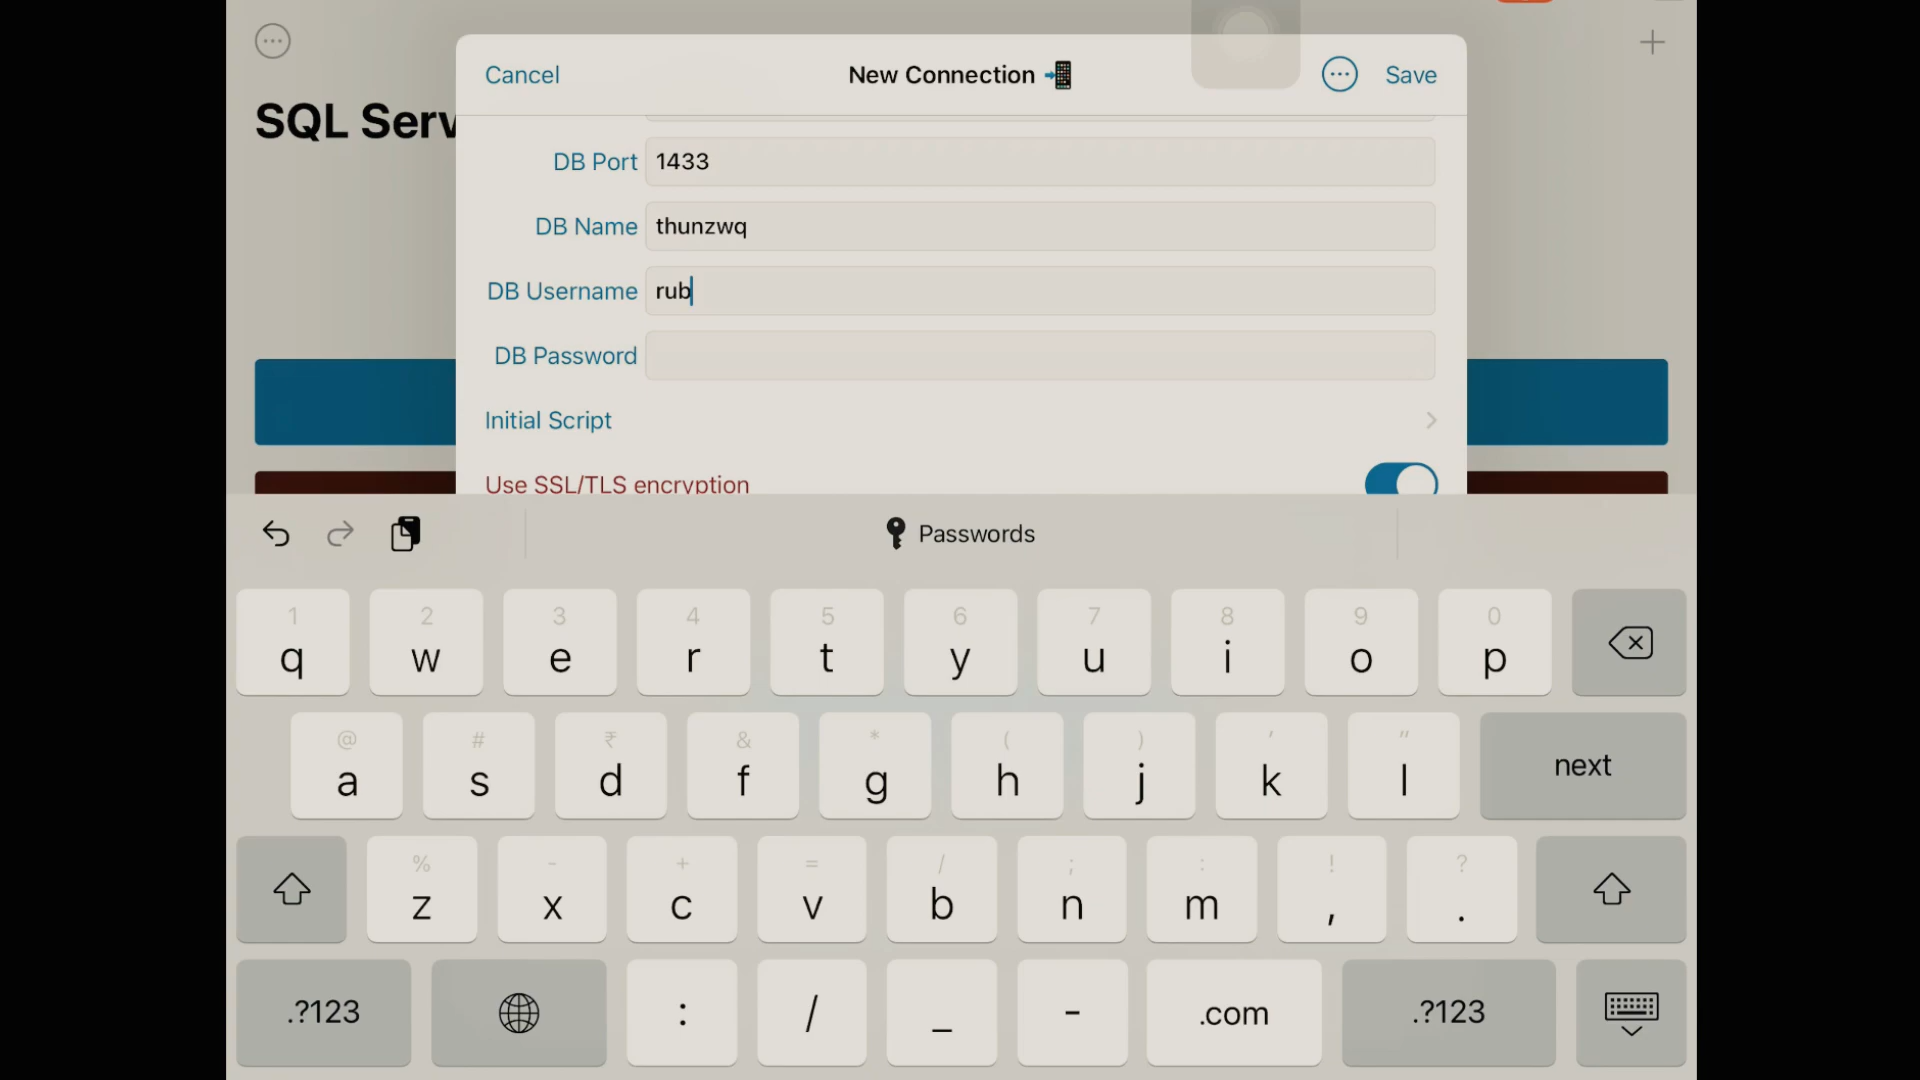 Cancel
New Connection
Save
SQL Serv
DB Port
1433
DB Name
thunzwq
DB Username
rub
DB Password
Initial Script
Use SSL/TLS encryption
Passwords
1 2 3 4 5 6 7 8 9 0
q w e r t y u i o p
@ # ₹ & * ( ) ' "
a s d f g h j k l next
% - + = / ; : ! ?
z x c v b n m , .
.?123 : / _ - .com .?123